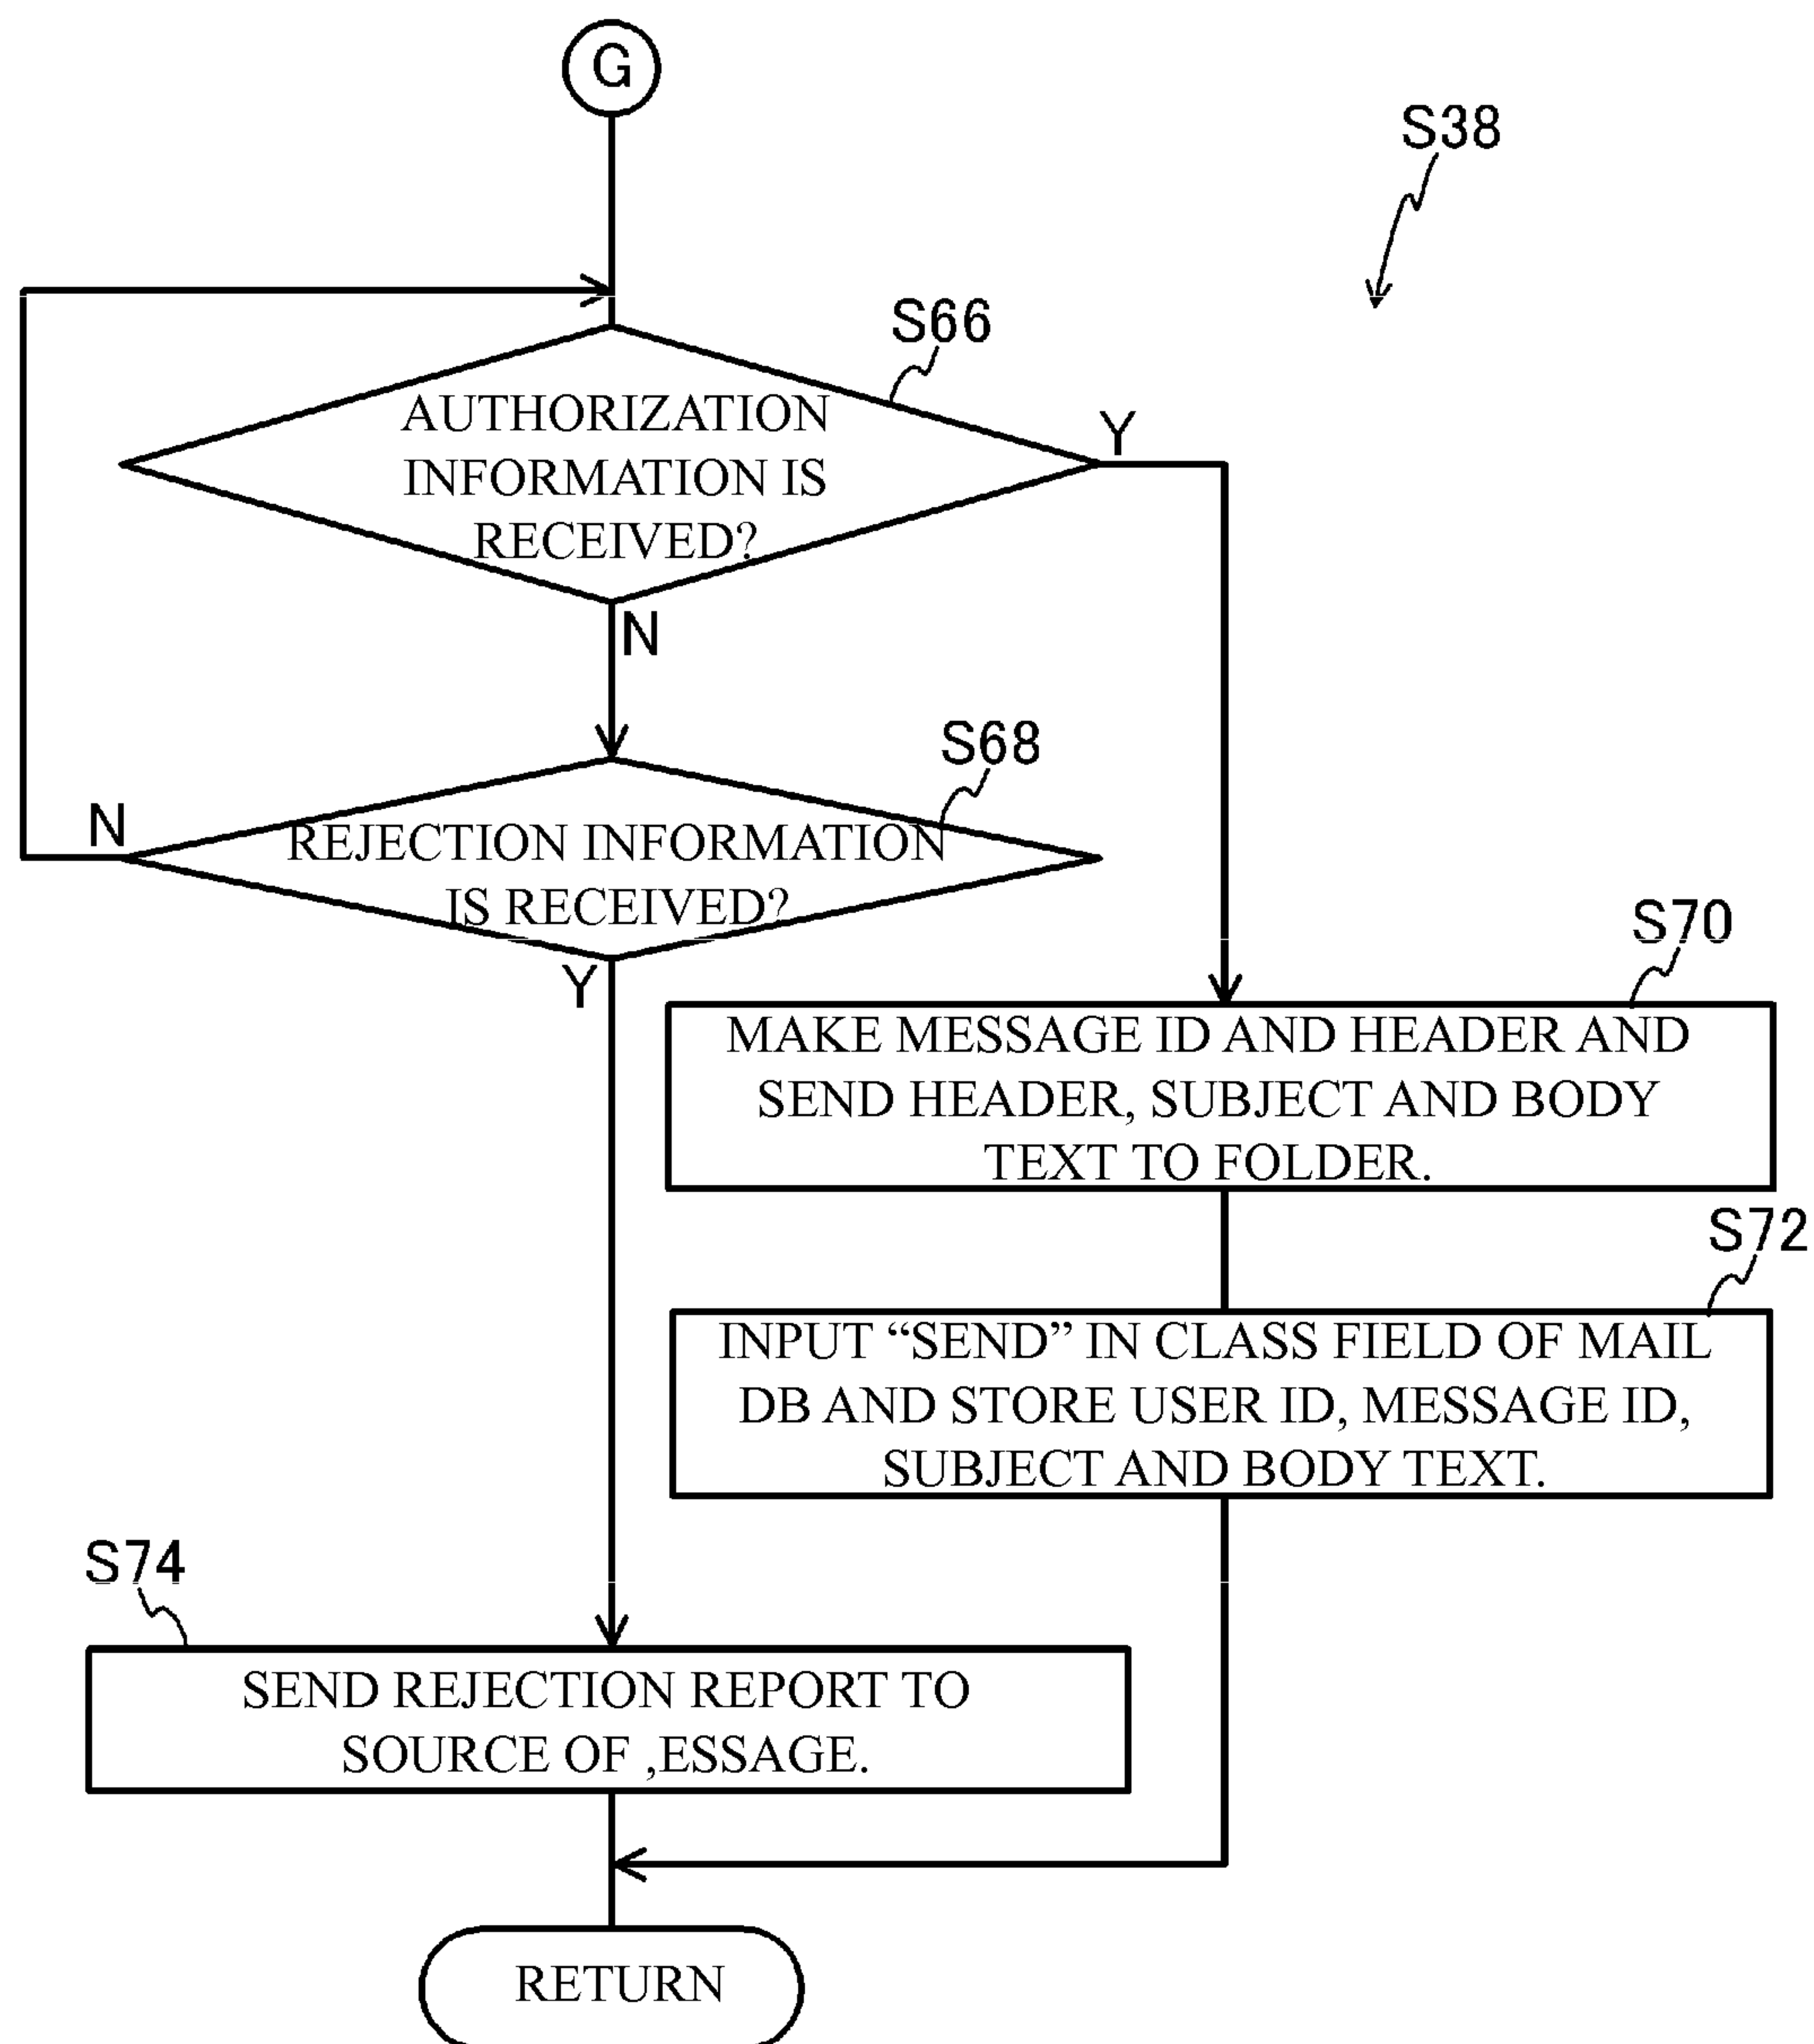 G
S38
S66
AUTHORIZATION
INFORMATION IS
RECEIVED?
Y
N
S68
N
REJECTION INFORMATION
IS RECEIVED?
Y
S70
MAKE MESSAGE ID AND HEADER AND
SEND HEADER, SUBJECT AND BODY
TEXT TO FOLDER.
S72
INPUT “SEND” IN CLASS FIELD OF MAIL
DB AND STORE USER ID, MESSAGE ID,
SUBJECT AND BODY TEXT.
S74
SEND REJECTION REPORT TO
SOURCE OF ,ESSAGE.
RETURN